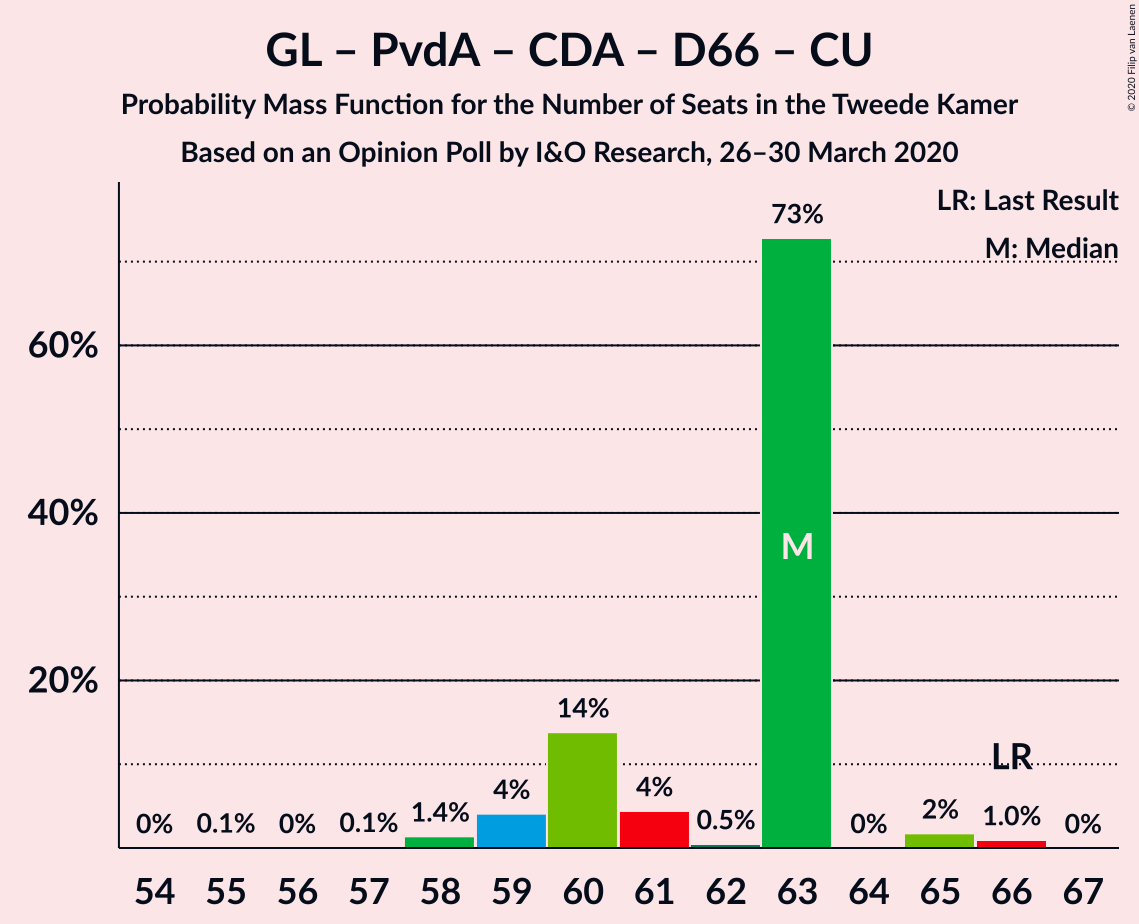 GL – PvdA – CDA – D66 – CU
Probability Mass Function for the Number of Seats in the Tweede Kamer
Based on an Opinion Poll by I&O Research, 26–30 March 2020
© 2020 Filip van Laenen
LR: Last Result
M: Median
60%
40%
20%
0% 0.1% 0% 0.1% 1.4% 4% 14% 4% 0.5% 73% 0% 2% 1.0% 0%
M
LR
54 55 56 57 58 59 60 61 62 63 64 65 66 67